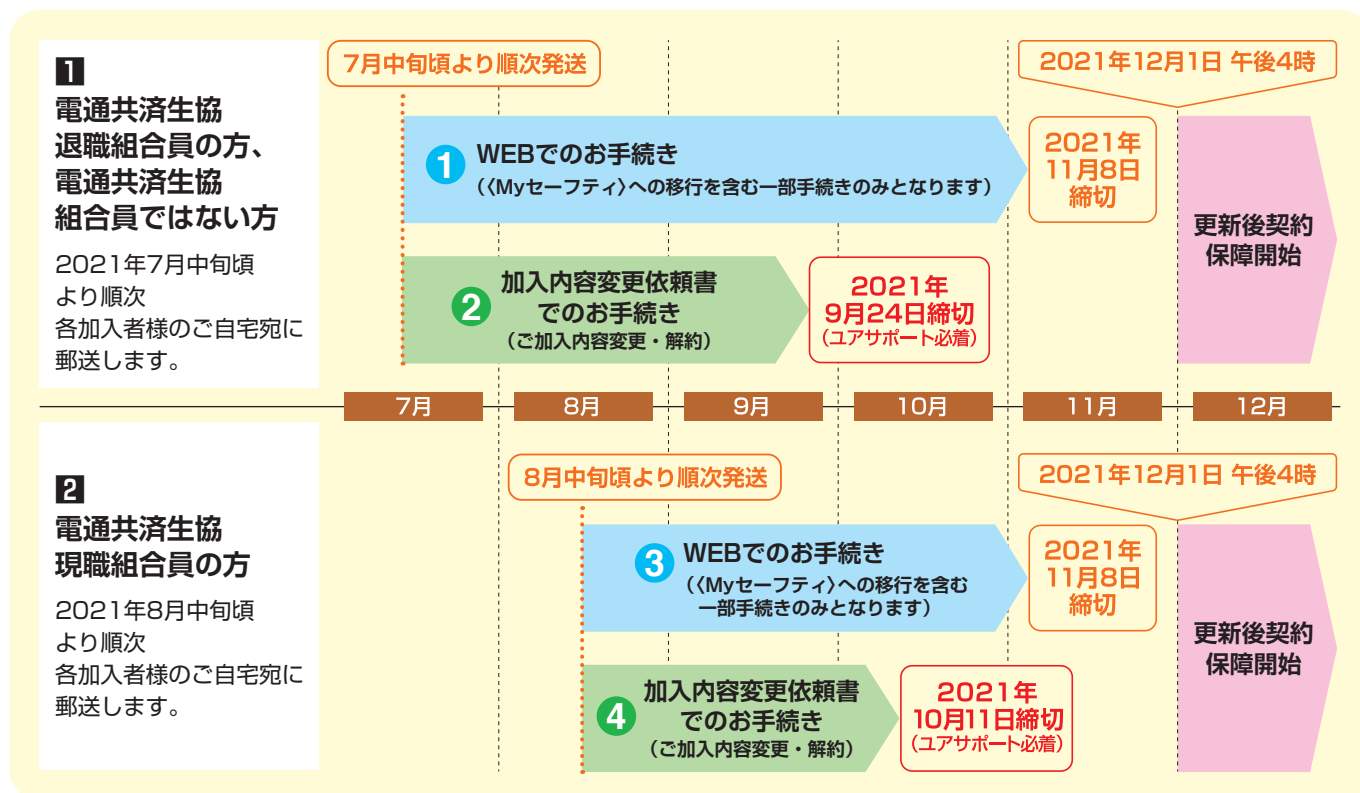 1
電通共済生協
退職組合員の方、
電通共済生協
組合員ではない方
2021年7月中旬頃
より順次
各加入者様のご自宅宛に
郵送します。
7月中旬頃より順次発送
2021年12月1日 午後4時
1 WEBでのお手続き
（〈Myセーフティ〉への移行を含む一部手続きのみとなります）
2021年
11月8日
締切
2 加入内容変更依頼書
でのお手続き
（ご加入内容変更・解約）
2021年
9月24日締切
（ユアサポート必着）
更新後契約
保障開始
7月 8月 9月 10月 11月 12月
2
電通共済生協
現職組合員の方
2021年8月中旬頃
より順次
各加入者様のご自宅宛に
郵送します。
8月中旬頃より順次発送
2021年12月1日 午後4時
3 WEBでのお手続き
（〈Myセーフティ〉への移行を含む
一部手続きのみとなります）
2021年
11月8日
締切
4 加入内容変更依頼書
でのお手続き
（ご加入内容変更・解約）
2021年
10月11日締切
（ユアサポート必着）
更新後契約
保障開始